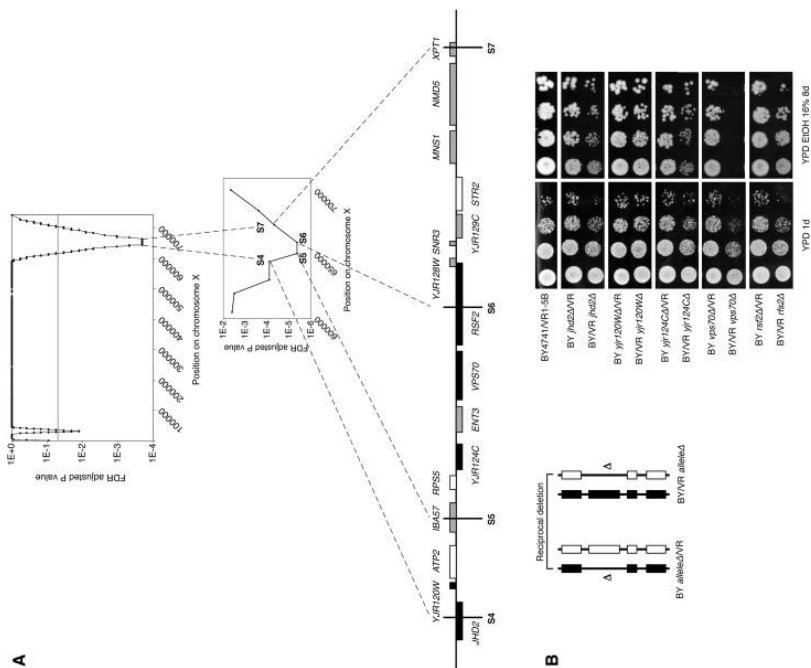 A
FDR adjusted P value
1E+0
1E-1
1E-2
1E-3
1E-4
100000
200000
300000
400000
500000
600000
700000
Position on chromosome X
FDR adjusted P value
1E-2
1E-3
1E-4
1E-5
1E-6
S4
S5
S6
S7
600000
650000
700000
Position on chromosome X
YJR120W ATP2 IBA57 RPS5 YJR128W SNR3 MNS1 NMD5 XPT1
JHD2 YJR124C ENT3 VPS70 RSF2 YJR129C STR2
S4 S5 S6 S7
B
Reciprocal deletion
Δ
Δ
BY alleleΔ/VR
BY/VR alleleΔ
BY4741/VR1-5B
BY jhd2Δ/VR
BY/VR jhd2Δ
BY yjr120WΔ/VR
BY/VR yjr120WΔ
BY yjr124CΔ/VR
BY/VR yjr124CΔ
BY vps70Δ/VR
BY/VR vps70Δ
BY rst2Δ/VR
BY/VR rfs2Δ
YPD 1d
YPD EtOH 16% 8d